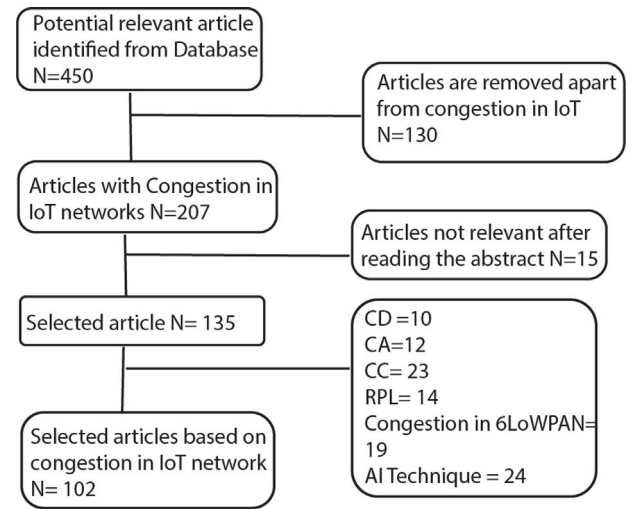 Potential relevant article
identified from Database
N=450
Articles are removed apart
from congestion in IoT
N=130
Articles with Congestion in
IoT networks N=207
Articles not relevant after
reading the abstract N=15
Selected article N= 135
CD =10
CA=12
CC= 23
RPL= 14
Congestion in 6LoWPAN=
19
AI Technique = 24
Selected articles based on
congestion in IoT network
N= 102